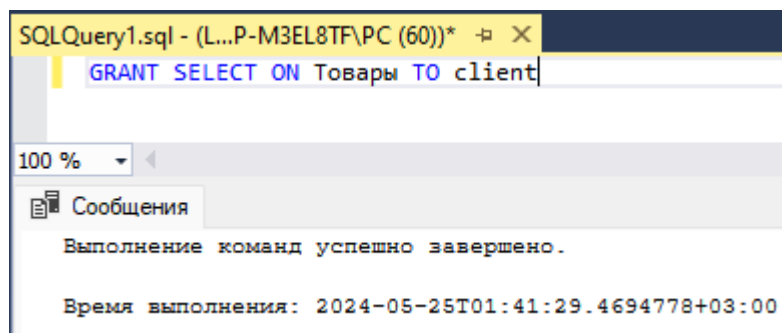 SQLQuery1.sql - (L...P-M3EL8TF\PC (60))*
GRANT SELECT ON Товары TO client
100 %
Сообщения
Выполнение команд успешно завершено.
Время выполнения: 2024-05-25T01:41:29.4694778+03:00